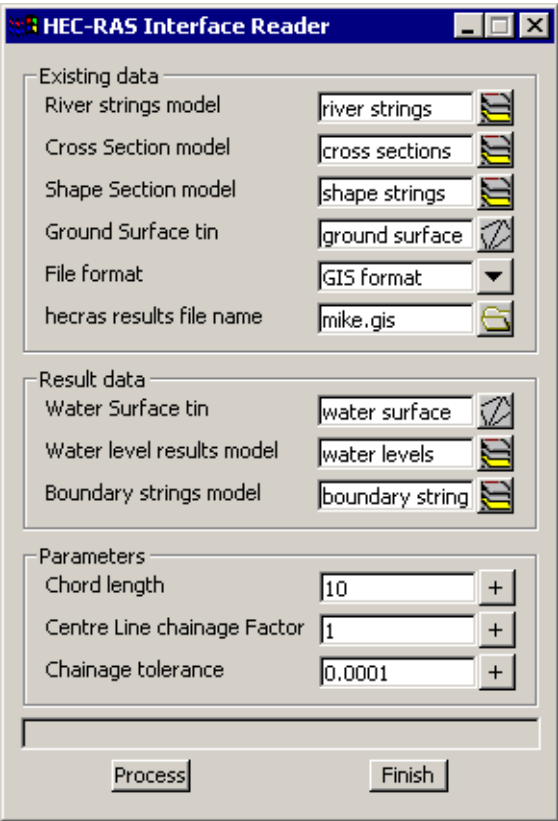 HEC-RAS Interface Reader
Existing data
River strings model river strings
Cross Section model cross sections
Shape Section model shape strings
Ground Surface tin ground surface
File format GIS format
hecras results file name mike.gis
Result data
Water Surface tin water surface
Water level results model water levels
Boundary strings model boundary string
Parameters
Chord length 10 +
Centre Line chainage Factor 1 +
Chainage tolerance 0.0001 +
Process Finish